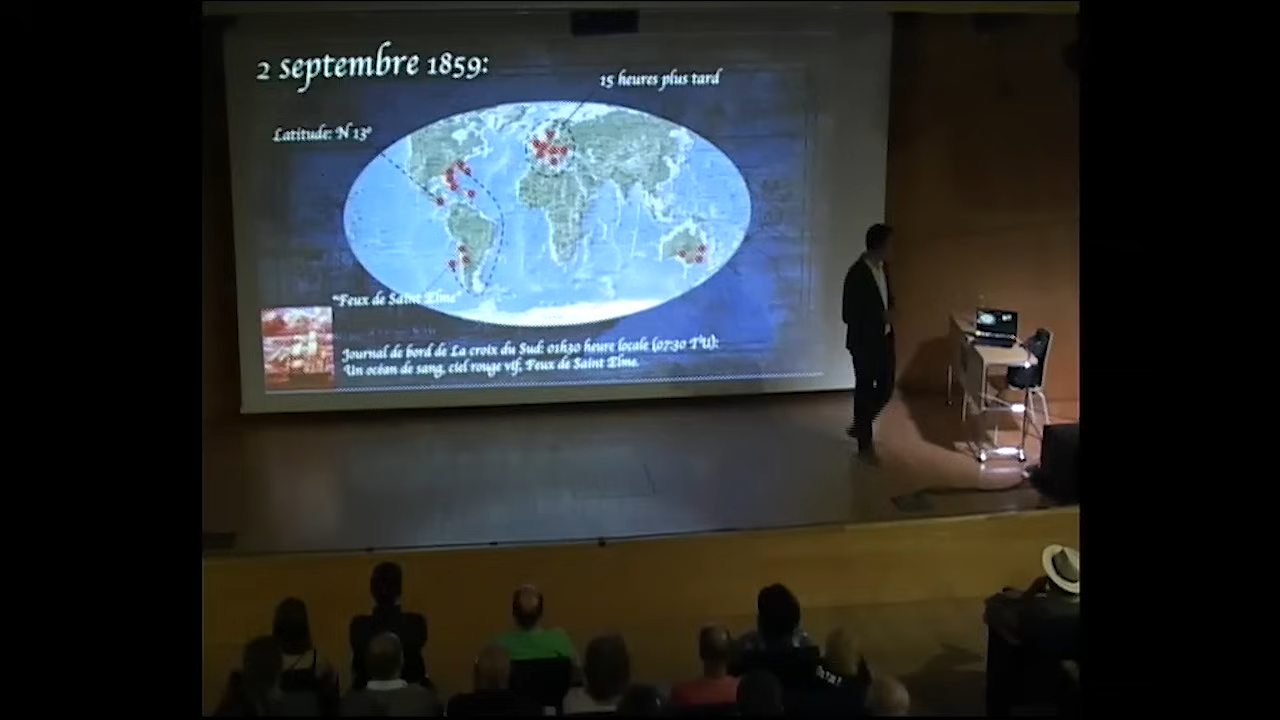 2 septembre 1859:
15 heures plus tard
Latitude: N 13º
"Feux de Saint Elme"
Journal de bord de La croix du Sud: 01h30 heure locale (07:30 TU):
Un océan de sang, ciel rouge vif, Feux de Saint Elme.